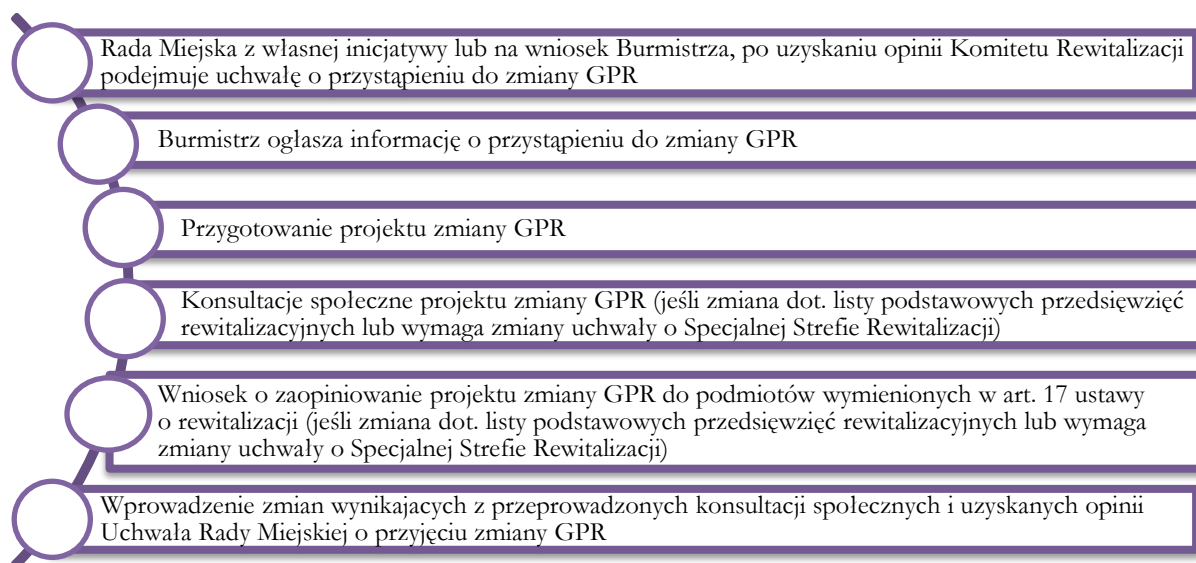 Rada Miejska z własnej inicjatywy lub na wniosek Burmistrza, po uzyskaniu opinii Komitetu Rewitalizacji
podejmuje uchwałę o przystąpieniu do zmiany GPR
Burmistrz ogłasza informację o przystąpieniu do zmiany GPR
Przygotowanie projektu zmiany GPR
Konsultacje społeczne projektu zmiany GPR (jeśli zmiana dot. listy podstawowych przedsięwzięć
rewitalizacyjnych lub wymaga zmiany uchwały o Specjalnej Strefie Rewitalizacji)
Wniosek o zaopiniowanie projektu zmiany GPR do podmiotów wymienionych w art. 17 ustawy
o rewitalizacji (jeśli zmiana dot. listy podstawowych przedsięwzięć rewitalizacyjnych lub wymaga
zmiany uchwały o Specjalnej Strefie Rewitalizacji)
Wprowadzenie zmian wynikajacych z przeprowadzonych konsultacji społecznych i uzyskanych opinii
Uchwała Rady Miejskiej o przyjęciu zmiany GPR